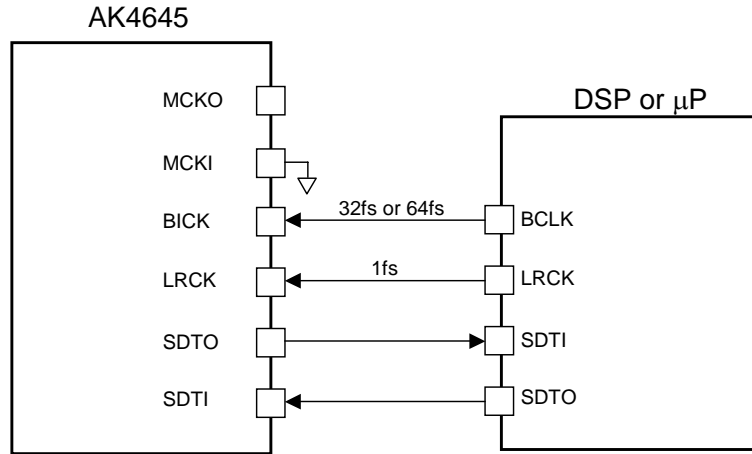 AK4645
DSP or μP
MCKO
MCKI
BICK
32fs or 64fs
BCLK
LRCK
1fs
LRCK
SDTO
SDTI
SDTI
SDTO